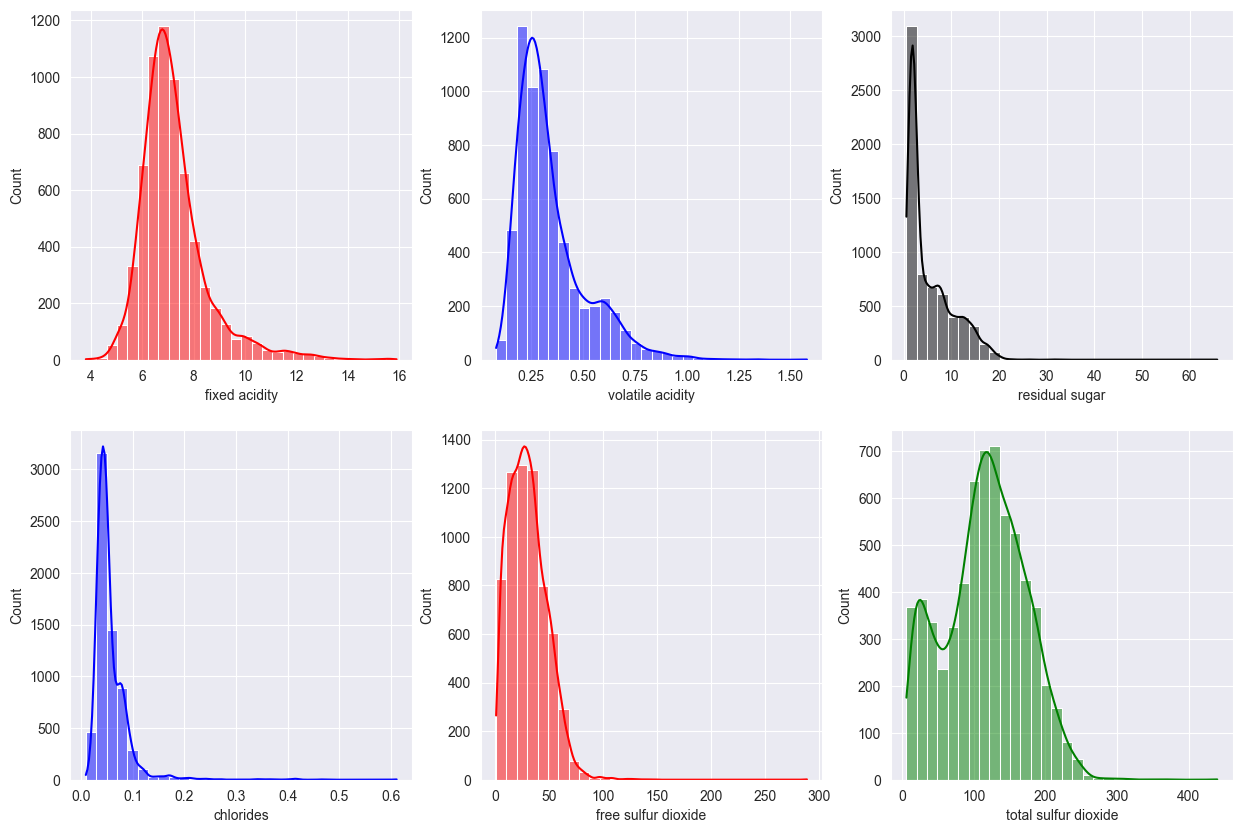 1200
1000
800
600
400
200
0
Count
4 6 8 10 12 14 16
fixed acidity
1200
1000
800
600
400
200
0
Count
0.25 0.50 0.75 1.00 1.25 1.50
volatile acidity
3000
2500
2000
1500
1000
500
0
Count
0 10 20 30 40 50 60
residual sugar
3000
2500
2000
1500
1000
500
0
Count
0.0 0.1 0.2 0.3 0.4 0.5 0.6
chlorides
1400
1200
1000
800
600
400
200
0
Count
0 50 100 150 200 250 300
free sulfur dioxide
700
600
500
400
300
200
100
0
Count
0 100 200 300 400
total sulfur dioxide